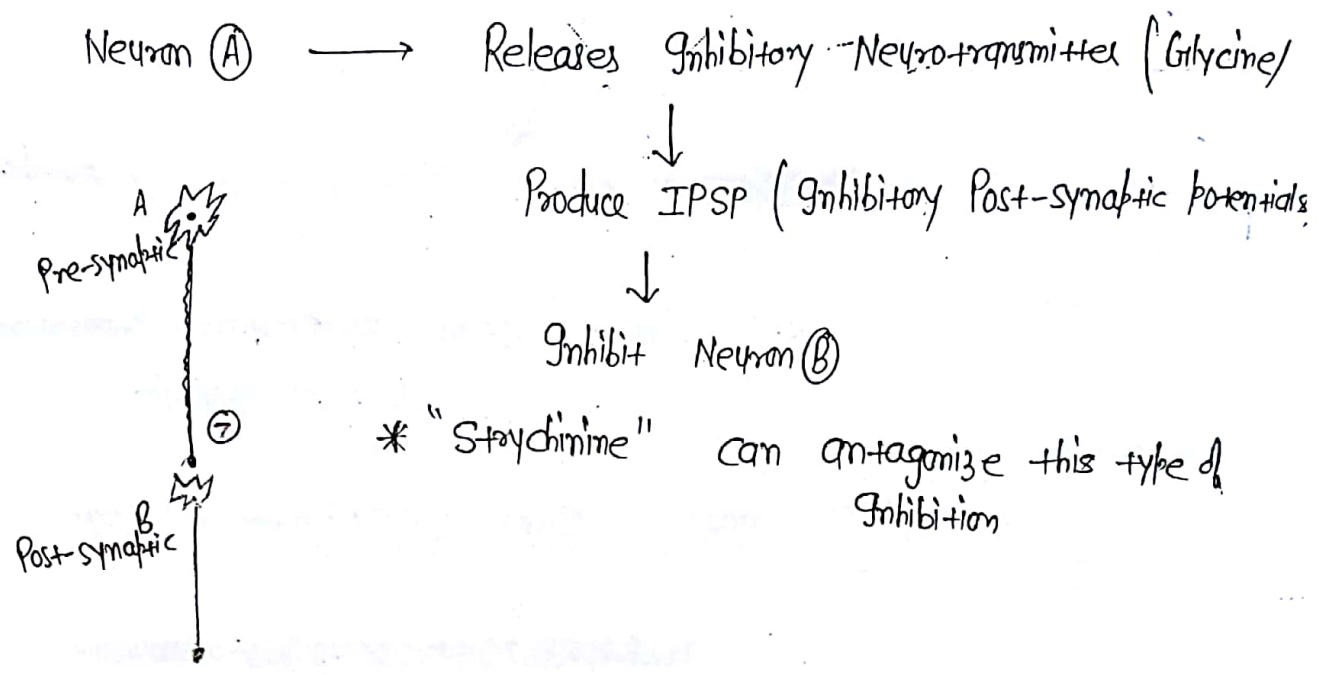 Neuron Ⓐ ⟶ Releases Inhibitory Neurotransmitter (Glycine/
↓
Produce IPSP (Inhibitory Post-synaptic potentials
↓
Inhibit Neuron Ⓑ
* "Strychinine" can antagonize this type of
Inhibition
A
Pre-synaptic
⊖
B
Post-synaptic